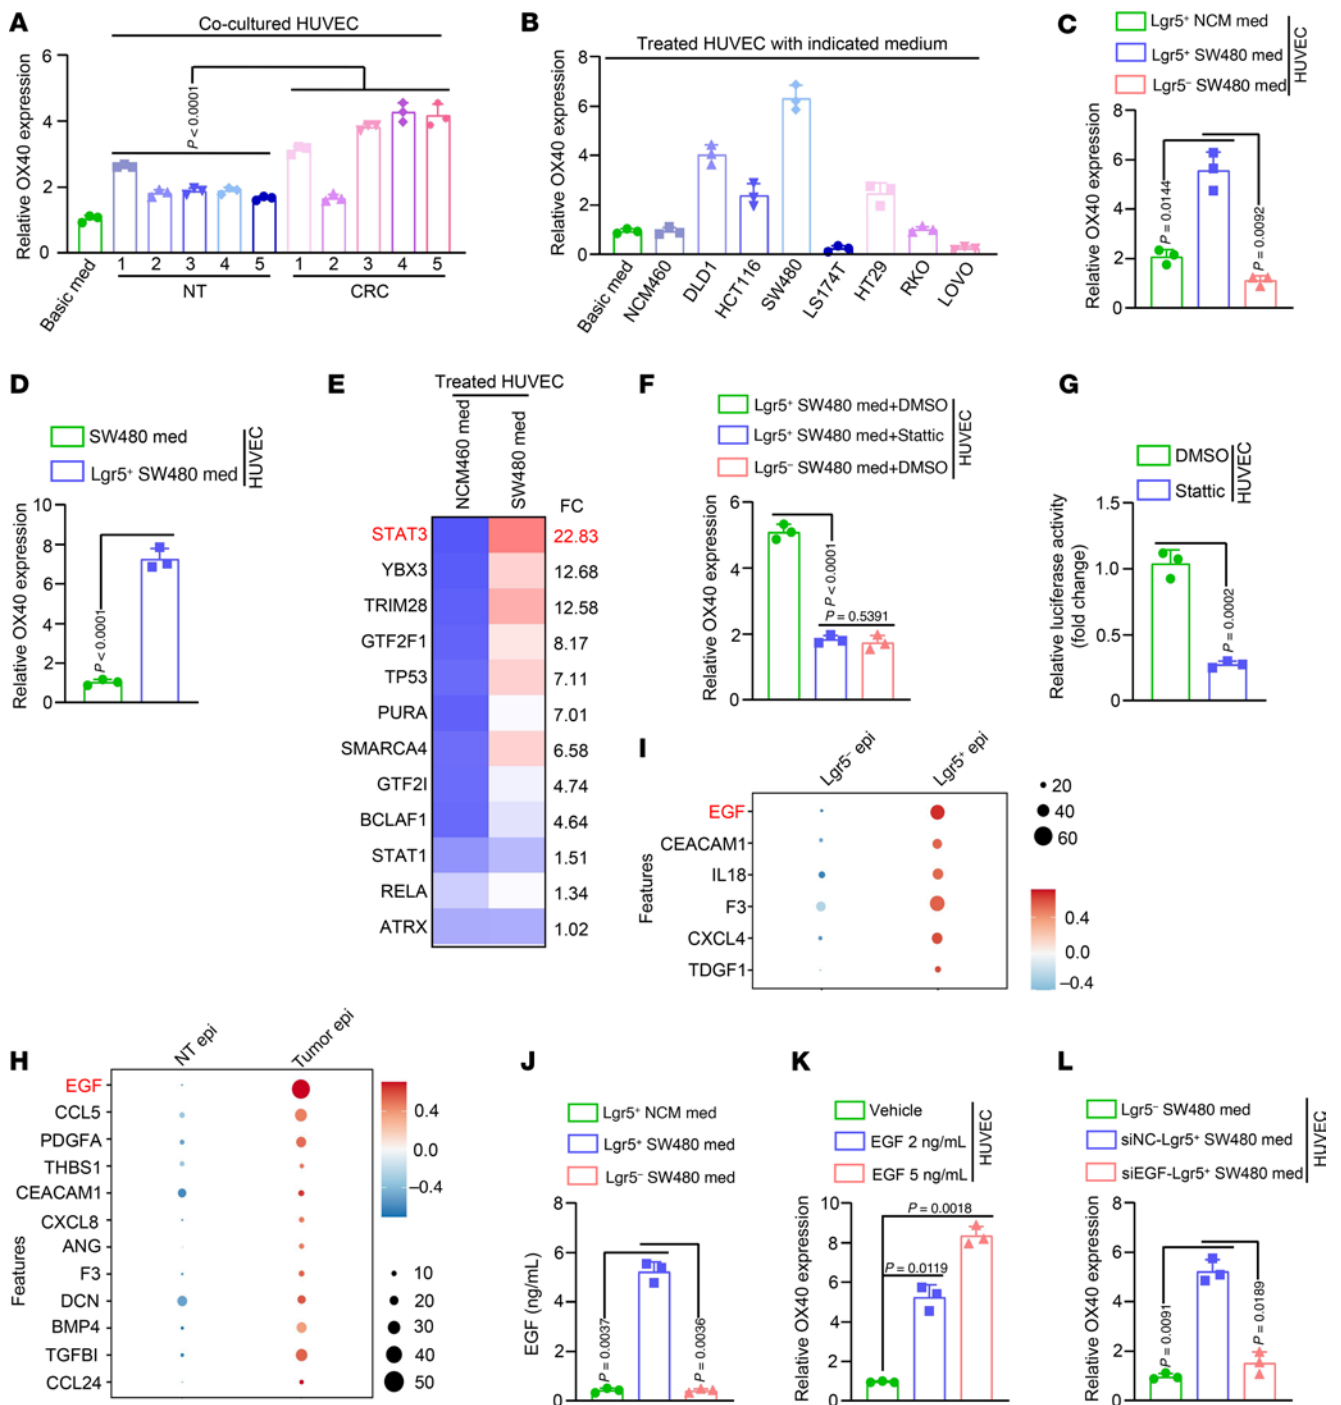 A
Co-cultured HUVEC
Relative OX40 expression
6
4
2
0
P < 0.0001
Basic med
1 2 3 4 5 1 2 3 4 5
NT CRC
B
Treated HUVEC with indicated medium
Relative OX40 expression
8
6
4
2
0
Basic med
NCM460
DLD1
HCT116
SW480
LS174T
HT29
RKO
LOVO
C
Lgr5⁺ NCM med
Lgr5⁺ SW480 med
Lgr5⁻ SW480 med
HUVEC
Relative OX40 expression
8
6
4
2
0
P = 0.0144
P = 0.0092
D
SW480 med
Lgr5⁺ SW480 med
HUVEC
Relative OX40 expression
10
8
6
4
2
0
P < 0.0001
E
Treated HUVEC
NCM460 med
SW480 med
FC
STAT3 22.83
YBX3 12.68
TRIM28 12.58
GTF2F1 8.17
TP53 7.11
PURA 7.01
SMARCA4 6.58
GTF2I 4.74
BCLAF1 4.64
STAT1 1.51
RELA 1.34
ATRX 1.02
F
Lgr5⁺ SW480 med+DMSO
Lgr5⁺ SW480 med+Stattic
Lgr5⁻ SW480 med+DMSO
HUVEC
Relative OX40 expression
6
4
2
0
P < 0.0001
P = 0.5391
G
DMSO
Stattic
HUVEC
Relative luciferase activity
(fold change)
1.5
1.0
0.5
0
P = 0.0002
I
Lgr5⁻ epi
Lgr5⁺ epi
Features
EGF
CEACAM1
IL18
F3
CXCL4
TDGF1
20
40
60
0.4
0.0
–0.4
H
NT epi
Tumor epi
Features
EGF
CCL5
PDGFA
THBS1
CEACAM1
CXCL8
ANG
F3
DCN
BMP4
TGFBI
CCL24
0.4
0.0
–0.4
10
20
30
40
50
J
Lgr5⁺ NCM med
Lgr5⁺ SW480 med
Lgr5⁻ SW480 med
EGF (ng/mL)
8
6
4
2
0
P = 0.0037
P = 0.0036
K
Vehicle
EGF 2 ng/mL
EGF 5 ng/mL
HUVEC
Relative OX40 expression
10
8
6
4
2
0
P = 0.0018
P = 0.0119
L
Lgr5⁻ SW480 med
siNC-Lgr5⁺ SW480 med
siEGF-Lgr5⁺ SW480 med
HUVEC
Relative OX40 expression
8
6
4
2
0
P = 0.0091
P = 0.0189